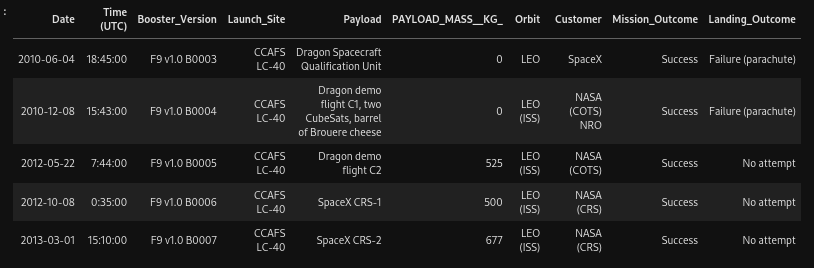 :
Date Time (UTC) Booster_Version Launch_Site Payload PAYLOAD_MASS__KG_ Orbit Customer Mission_Outcome Landing_Outcome
2010-06-04 18:45:00 F9 v1.0 B0003 CCAFS LC-40 Dragon Spacecraft Qualification Unit 0 LEO SpaceX Success Failure (parachute)
2010-12-08 15:43:00 F9 v1.0 B0004 CCAFS LC-40 Dragon demo flight C1, two CubeSats, barrel of Brouere cheese 0 LEO (ISS) NASA (COTS) NRO Success Failure (parachute)
2012-05-22 7:44:00 F9 v1.0 B0005 CCAFS LC-40 Dragon demo flight C2 525 LEO (ISS) NASA (COTS) Success No attempt
2012-10-08 0:35:00 F9 v1.0 B0006 CCAFS LC-40 SpaceX CRS-1 500 LEO (ISS) NASA (CRS) Success No attempt
2013-03-01 15:10:00 F9 v1.0 B0007 CCAFS LC-40 SpaceX CRS-2 677 LEO (ISS) NASA (CRS) Success No attempt